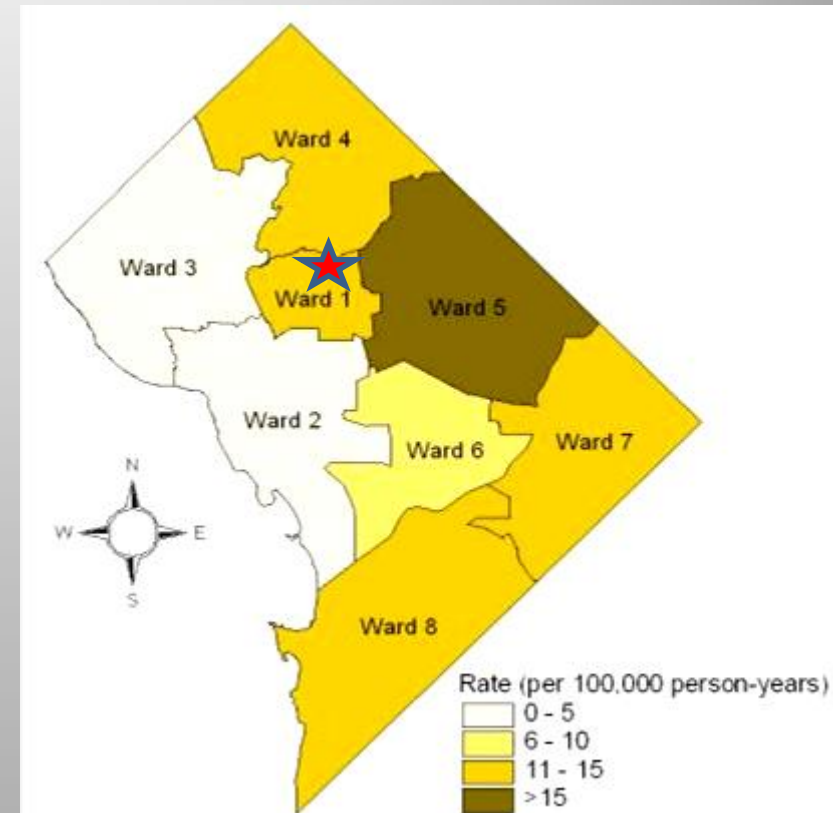 Ward 4
Ward 3
Ward 1
Ward 5
Ward 2
Ward 6
Ward 7
N
W
E
S
Ward 8
Rate (per 100,000 person-years)
0 - 5
6 - 10
11 - 15
>15